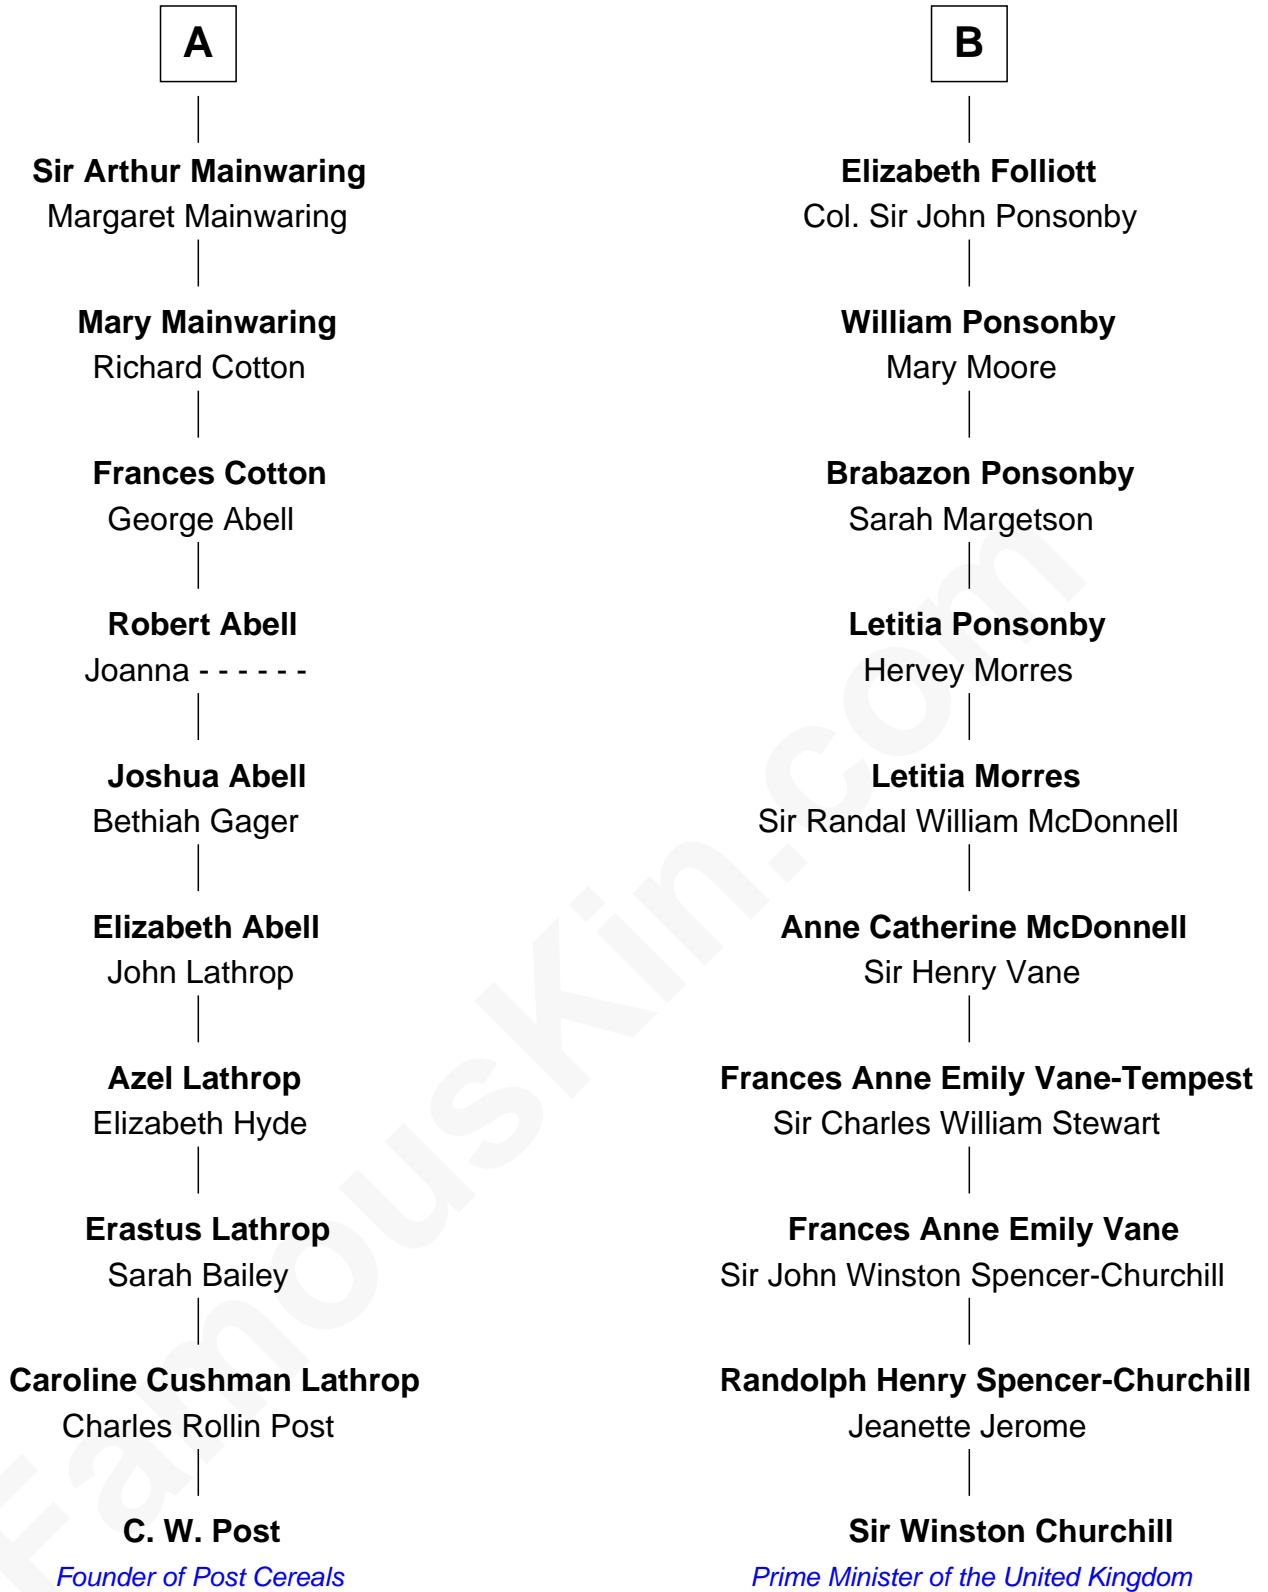 A
Sir Arthur Mainwaring
Margaret Mainwaring
Mary Mainwaring
Richard Cotton
Frances Cotton
George Abell
Robert Abell
Joanna - - - - - -
Joshua Abell
Bethiah Gager
Elizabeth Abell
John Lathrop
Azel Lathrop
Elizabeth Hyde
Erastus Lathrop
Sarah Bailey
Caroline Cushman Lathrop
Charles Rollin Post
C. W. Post
Founder of Post Cereals
B
Elizabeth Folliott
Col. Sir John Ponsonby
William Ponsonby
Mary Moore
Brabazon Ponsonby
Sarah Margetson
Letitia Ponsonby
Hervey Morres
Letitia Morres
Sir Randal William McDonnell
Anne Catherine McDonnell
Sir Henry Vane
Frances Anne Emily Vane-Tempest
Sir Charles William Stewart
Frances Anne Emily Vane
Sir John Winston Spencer-Churchill
Randolph Henry Spencer-Churchill
Jeanette Jerome
Sir Winston Churchill
Prime Minister of the United Kingdom
FamousKin.com